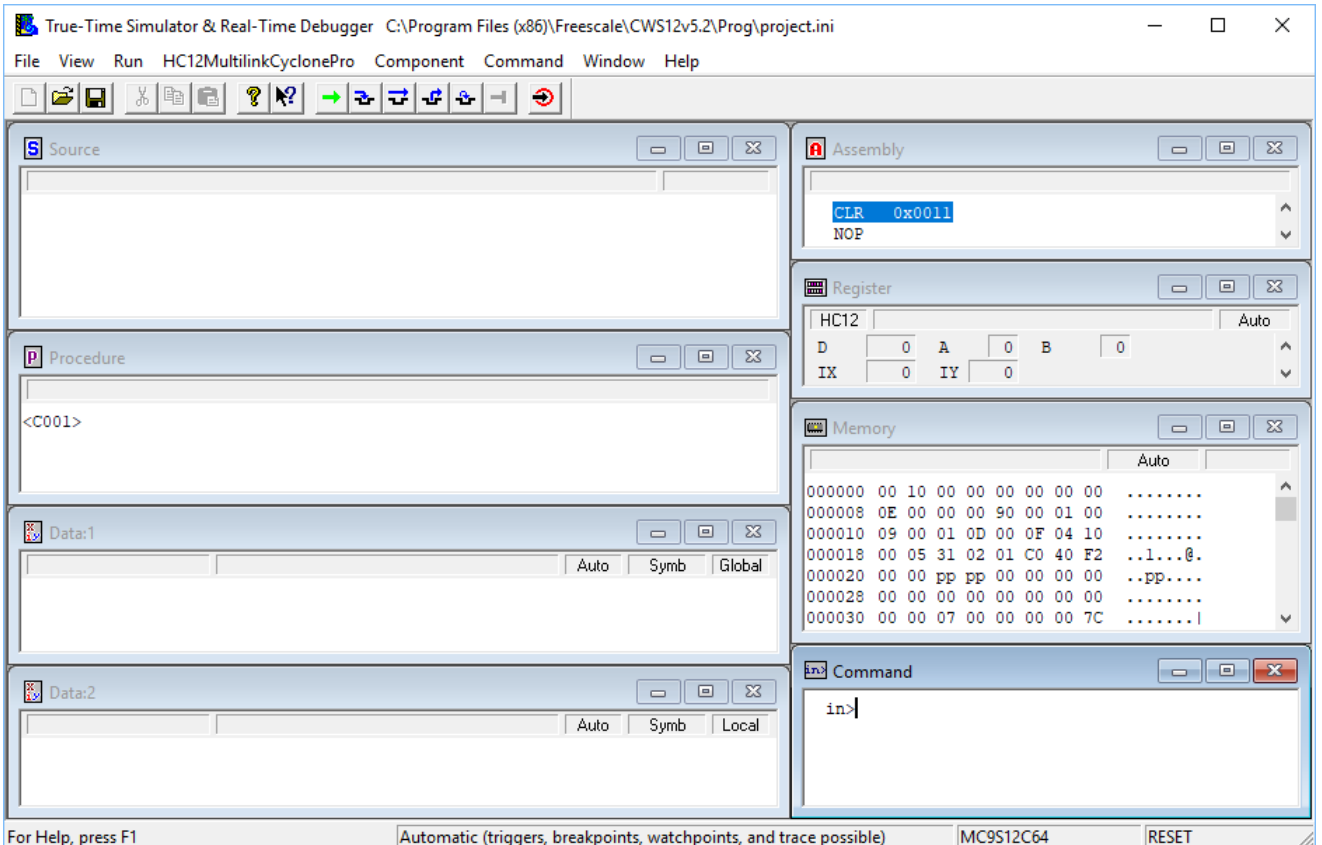 True-Time Simulator & Real-Time Debugger C:\Program Files (x86)\Freescale\CWS12v5.2\Prog\project.ini
File View Run HC12MultilinkCyclonePro Component Command Window Help
S Source
P Procedure
<C001>
x: iy Data:1
Auto Symb Global
x: iy Data:2
Auto Symb Local
A Assembly
CLR 0x0011
NOP
Register
HC12 Auto
D 0 A 0 B 0
IX 0 IY 0
Memory
Auto
000000 00 10 00 00 00 00 00 00 ........
000008 0E 00 00 00 90 00 01 00 ........
000010 09 00 01 0D 00 0F 04 10 ........
000018 00 05 31 02 01 C0 40 F2 ..1...@.
000020 00 00 pp pp 00 00 00 00 ..pp....
000028 00 00 00 00 00 00 00 00 ........
000030 00 00 07 00 00 00 00 7C .......|
in> Command
in>
For Help, press F1 Automatic (triggers, breakpoints, watchpoints, and trace possible) MC9S12C64 RESET